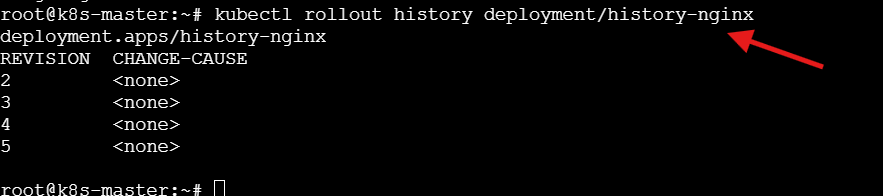 root@k8s-master:~# kubectl rollout history deployment/history-nginx
deployment.apps/history-nginx
REVISION  CHANGE-CAUSE
2         <none>
3         <none>
4         <none>
5         <none>
root@k8s-master:~#